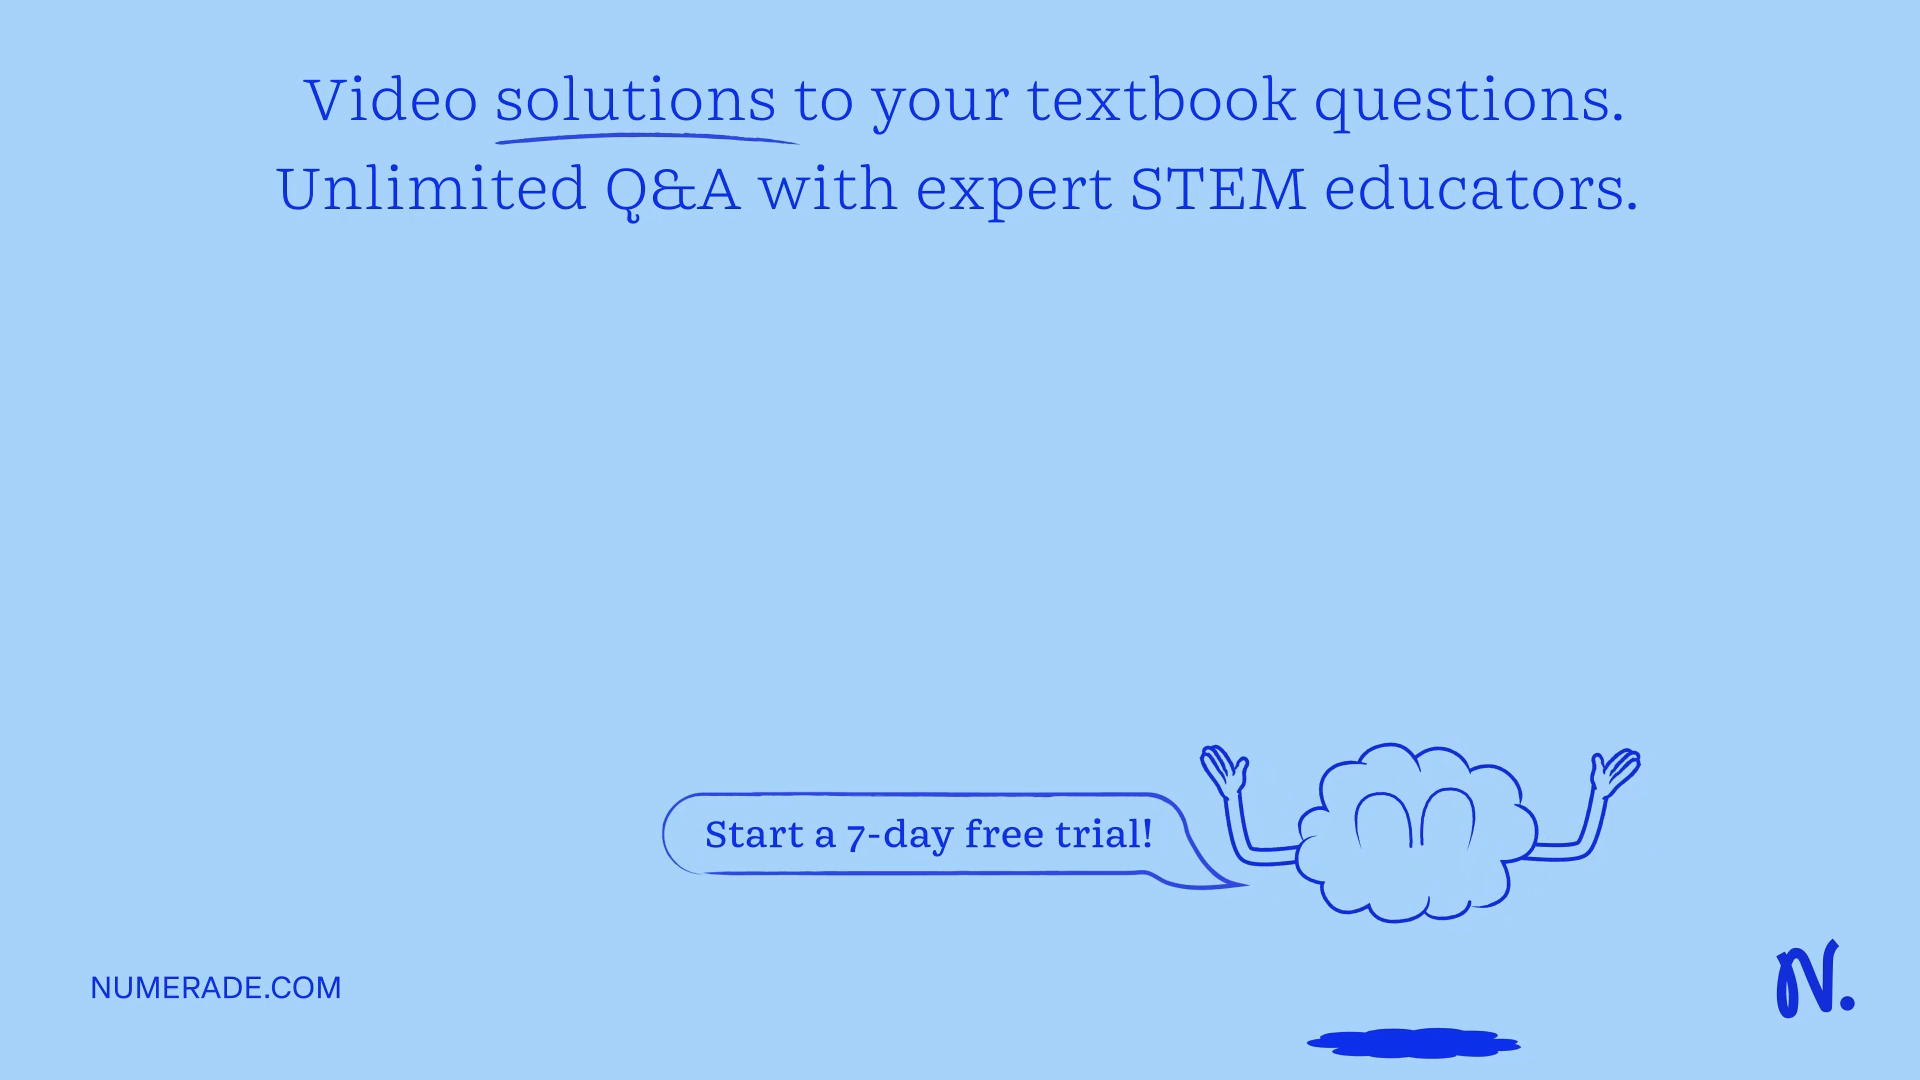 Video solutions to your textbook questions.
Unlimited Q&A with expert STEM educators.
Start a 7-day free trial!
NUMERADE.COM
N.